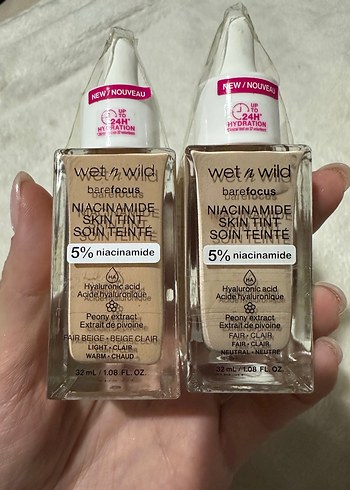 NEW / NOUVEAU
UP TO
24H*
HYDRATION
wet n wild
barefocus
NIACINAMIDE
SKIN TINT
SOIN TEINTÉ
5% niacinamide
HA
Hyaluronic acid
Acide hyaluronique
Peony extract
Extrait de pivoine
FAIR BEIGE • BEIGE CLAIR
LIGHT • CLAIR
WARM • CHAUD
32 mL / 1.08 FL. OZ.
NEW / NOUVEAU
UP TO
24H*
HYDRATION
wet n wild
barefocus
NIACINAMIDE
SKIN TINT
SOIN TEINTÉ
5% niacinamide
HA
Hyaluronic acid
Acide hyaluronique
Peony extract
Extrait de pivoine
FAIR • CLAIR
FAIR • CLAIR
NEUTRAL • NEUTRE
32 mL / 1.08 FL. OZ.